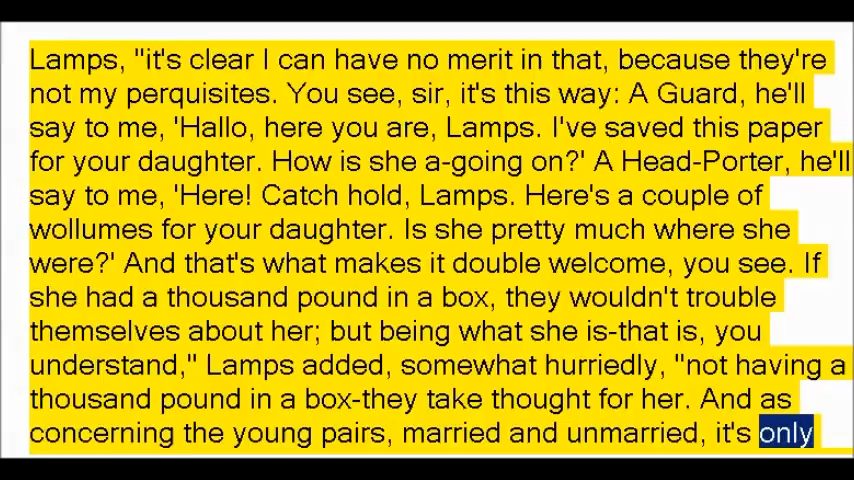 Lamps, "it's clear I can have no merit in that, because they're
not my perquisites. You see, sir, it's this way: A Guard, he'll
say to me, 'Hallo, here you are, Lamps. I've saved this paper
for your daughter. How is she a-going on?' A Head-Porter, he'll
say to me, 'Here! Catch hold, Lamps. Here's a couple of
wollumes for your daughter. Is she pretty much where she
were?' And that's what makes it double welcome, you see. If
she had a thousand pound in a box, they wouldn't trouble
themselves about her; but being what she is-that is, you
understand," Lamps added, somewhat hurriedly, "not having a
thousand pound in a box-they take thought for her. And as
concerning the young pairs, married and unmarried, it's only